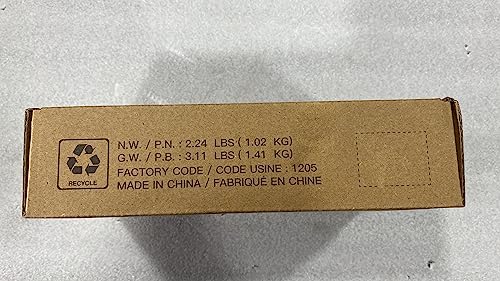 RECYCLE
N.W. / P.N. : 2.24 LBS ( 1.02 KG)
G.W. / P.B. : 3.11 LBS ( 1.41 KG)
FACTORY CODE / CODE USINE : 1205
MADE IN CHINA / FABRIQUÉ EN CHINE